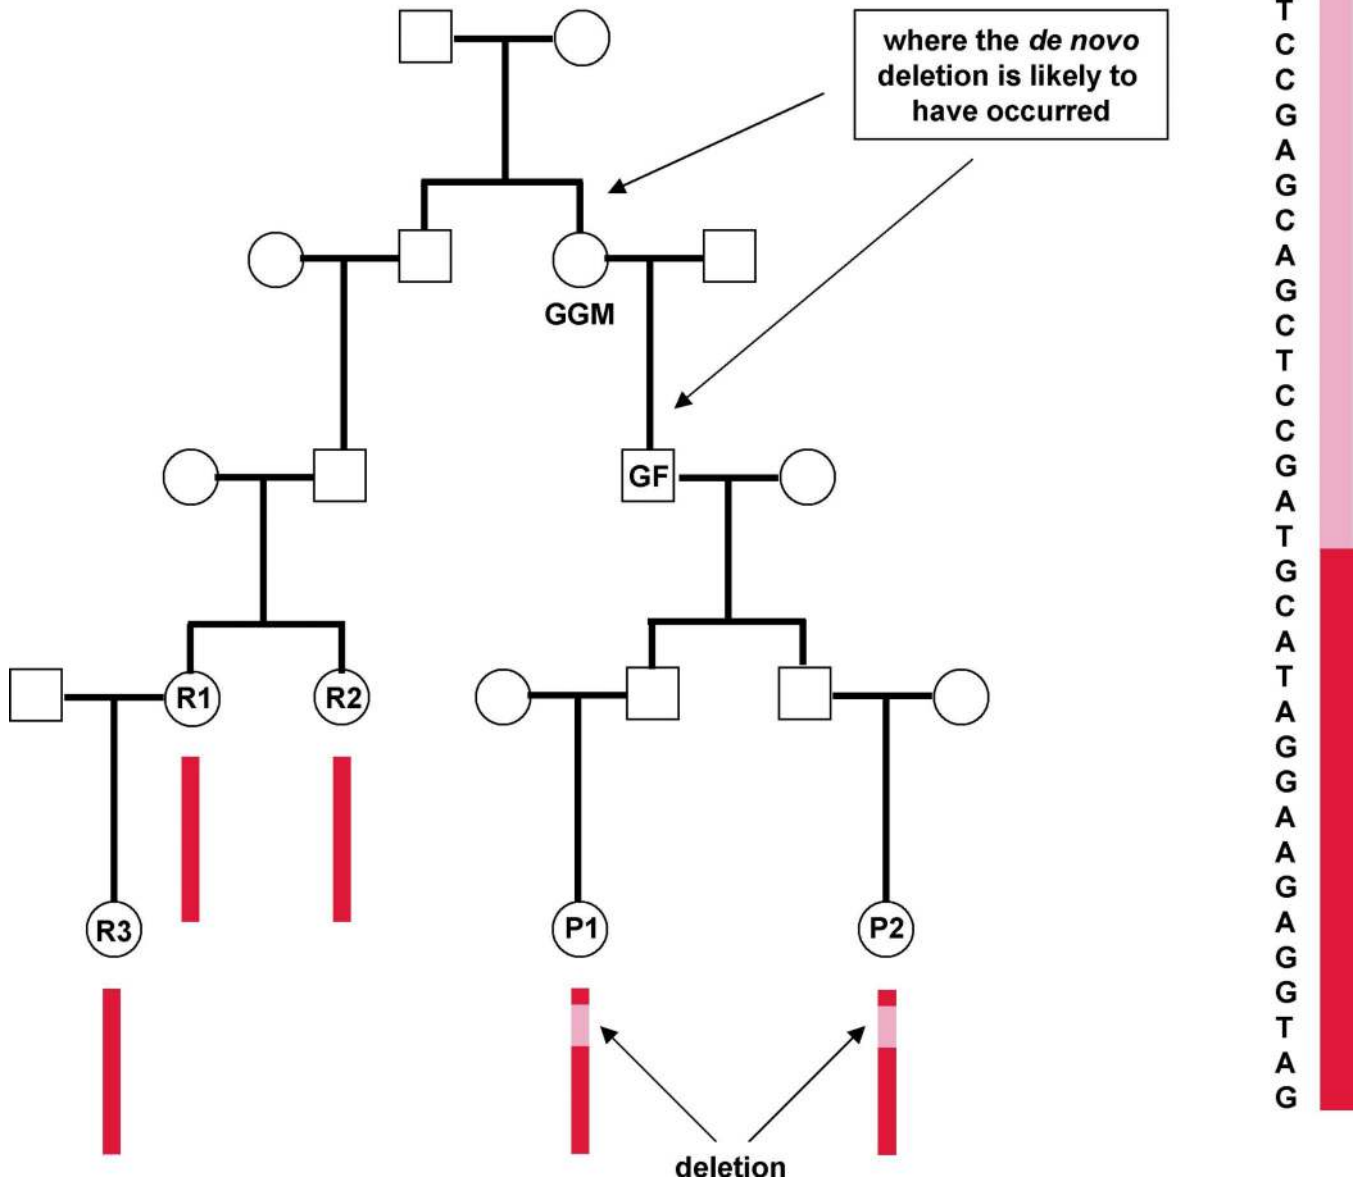 where the de novo
deletion is likely to
have occurred
GGM
GF
R1
R2
R3
P1
P2
deletion
T
C
C
G
A
G
C
A
G
C
T
C
C
G
A
T
G
C
A
T
A
G
G
A
A
G
A
G
G
T
A
G